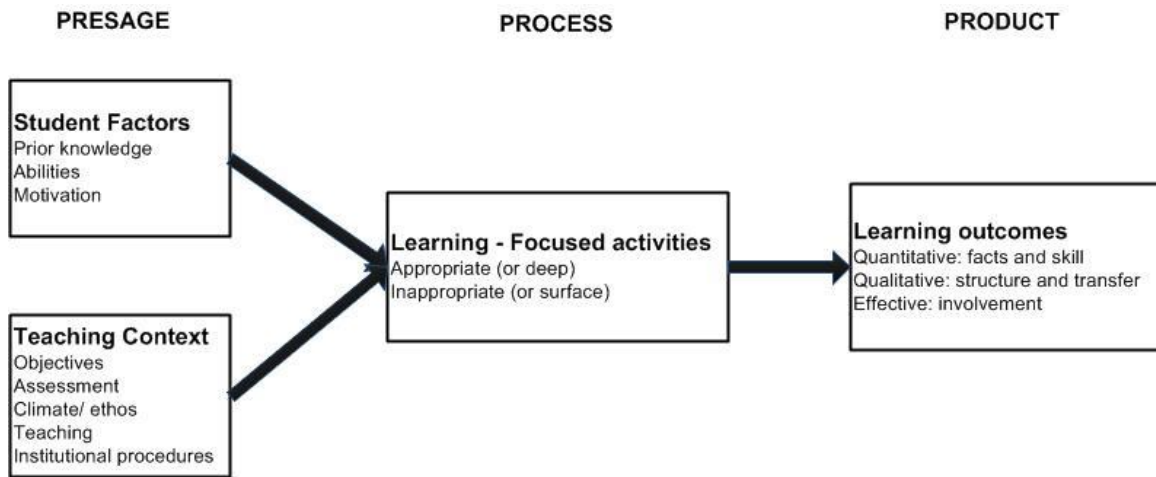 PRESAGE
PROCESS
PRODUCT
Student Factors
Prior knowledge
Abilities
Motivation
Teaching Context
Objectives
Assessment
Climate/ ethos
Teaching
Institutional procedures
Learning - Focused activities
Appropriate (or deep)
Inappropriate (or surface)
Learning outcomes
Quantitative: facts and skill
Qualitative: structure and transfer
Effective: involvement